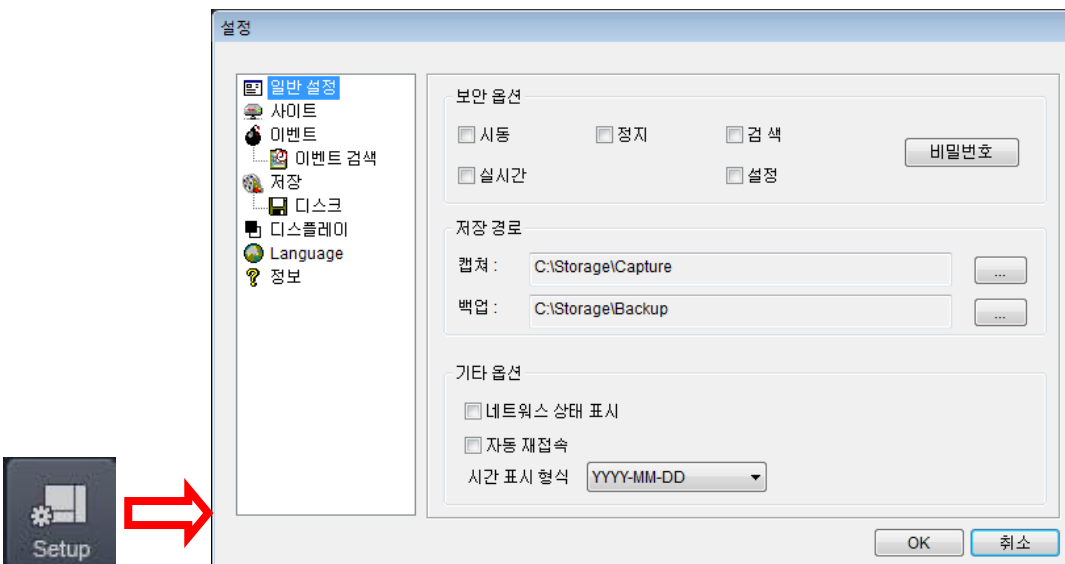 설정
일반 설정
사이트
이벤트
이벤트 검색
저장
디스크
디스플레이
Language
정보
보안 옵션
시동 정지 검 색
비밀번호
실시간 설정
저장 경로
캡쳐 : C:\Storage\Capture ...
백업 : C:\Storage\Backup ...
기타 옵션
네트워스 상태 표시
자동 재접속
시간 표시 형식 YYYY-MM-DD
OK 취소
Setup